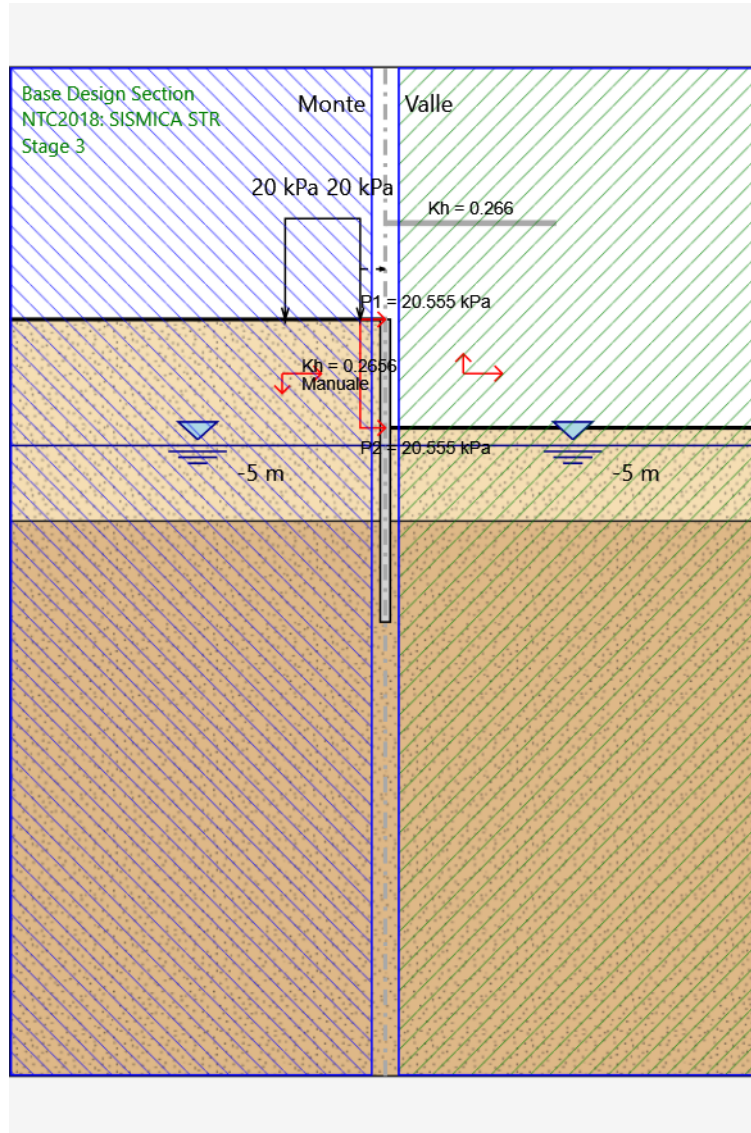 Base Design Section
NTC2018: SISMICA STR
Stage 3
Monte
Valle
20 kPa 20 kPa
Kh = 0.266
P1 = 20.555 kPa
Kh = 0.2656
Manuale
P2 = 20.555 kPa
-5 m
-5 m